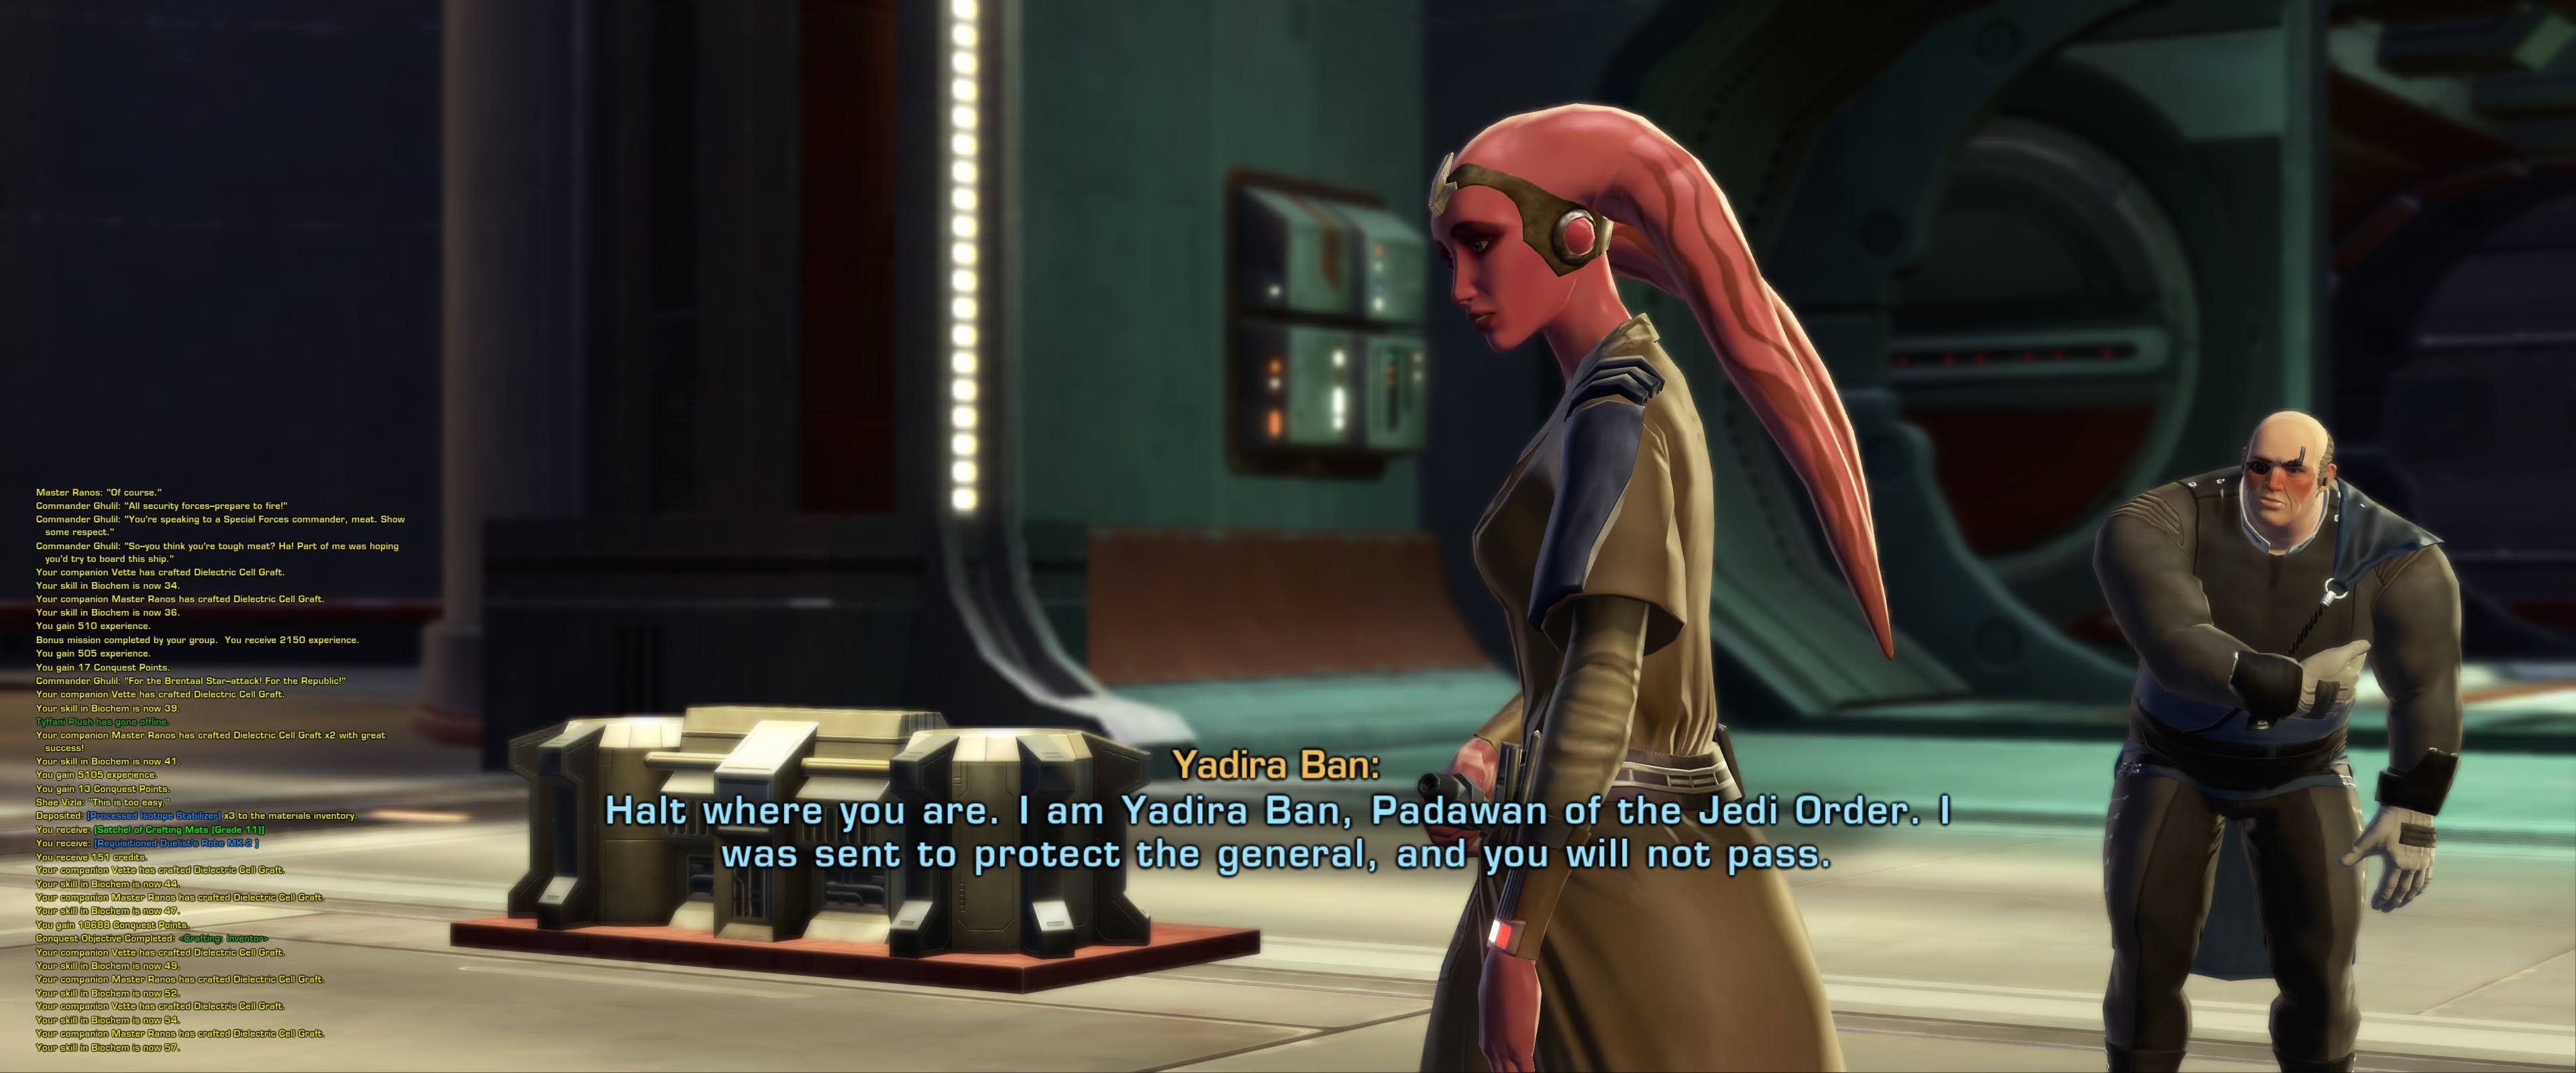 Master Ranos: "Of course."
Commander Ghulil: "All security forces—prepare to fire!"
Commander Ghulil: "You're speaking to a Special Forces commander, meat. Show
some respect."
Commander Ghulil: "So—you think you're tough meat? Ha! Part of me was hoping
you'd try to board this ship."
Your companion Vette has crafted Dielectric Cell Graft.
Your skill in Biochem is now 34.
Your companion Master Ranos has crafted Dielectric Cell Graft.
Your skill in Biochem is now 36.
You gain 510 experience.
Bonus mission completed by your group. You receive 2150 experience.
You gain 505 experience.
You gain 17 Conquest Points.
Commander Ghulil: "For the Brentaal Star—attack! For the Republic!"
Your companion Vette has crafted Dielectric Cell Graft.
Your skill in Biochem is now 39.
Tyffani Plush has gone offline.
Your companion Master Ranos has crafted Dielectric Cell Graft x2 with great
success!
Your skill in Biochem is now 41.
You gain 5105 experience.
You gain 13 Conquest Points.
Shae Vizla: "This is too easy."
Deposited: [Processed Isotope Stabilizer] x3 to the materials inventory.
You receive: [Satchel of Crafting Mats (Grade 11)]
You receive: [Requisitioned Duelist's Robe MK-2 ]
You receive 151 credits.
Your companion Vette has crafted Dielectric Cell Graft.
Your skill in Biochem is now 44.
Your companion Master Ranos has crafted Dielectric Cell Graft.
Your skill in Biochem is now 47.
You gain 10688 Conquest Points.
Conquest Objective Completed: <Crafting: Inventor>
Your companion Vette has crafted Dielectric Cell Graft.
Your skill in Biochem is now 49.
Your companion Master Ranos has crafted Dielectric Cell Graft.
Your skill in Biochem is now 52.
Your companion Vette has crafted Dielectric Cell Graft.
Your skill in Biochem is now 54.
Your companion Master Ranos has crafted Dielectric Cell Graft.
Your skill in Biochem is now 57.
Yadira Ban:
Halt where you are. I am Yadira Ban, Padawan of the Jedi Order. I
was sent to protect the general, and you will not pass.